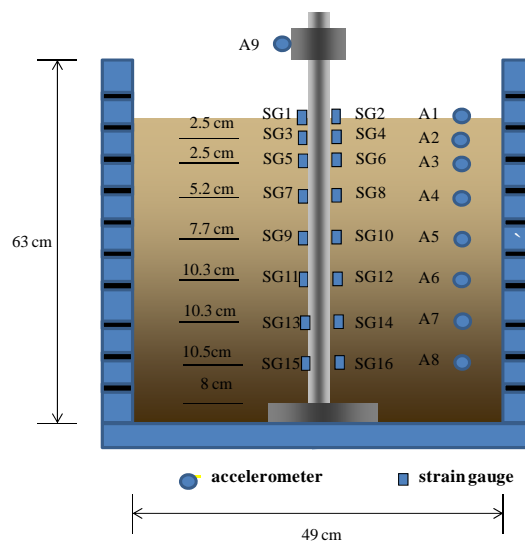 A9
SG1 SG2 A1
2.5 cm
SG3 SG4 A2
2.5 cm
SG5 SG6 A3
5.2 cm
SG7 SG8 A4
7.7 cm
SG9 SG10 A5
63 cm
10.3 cm
SG11 SG12 A6
10.3 cm
SG13 SG14 A7
10.5cm
SG15 SG16 A8
8 cm
accelerometer strain gauge
49 cm